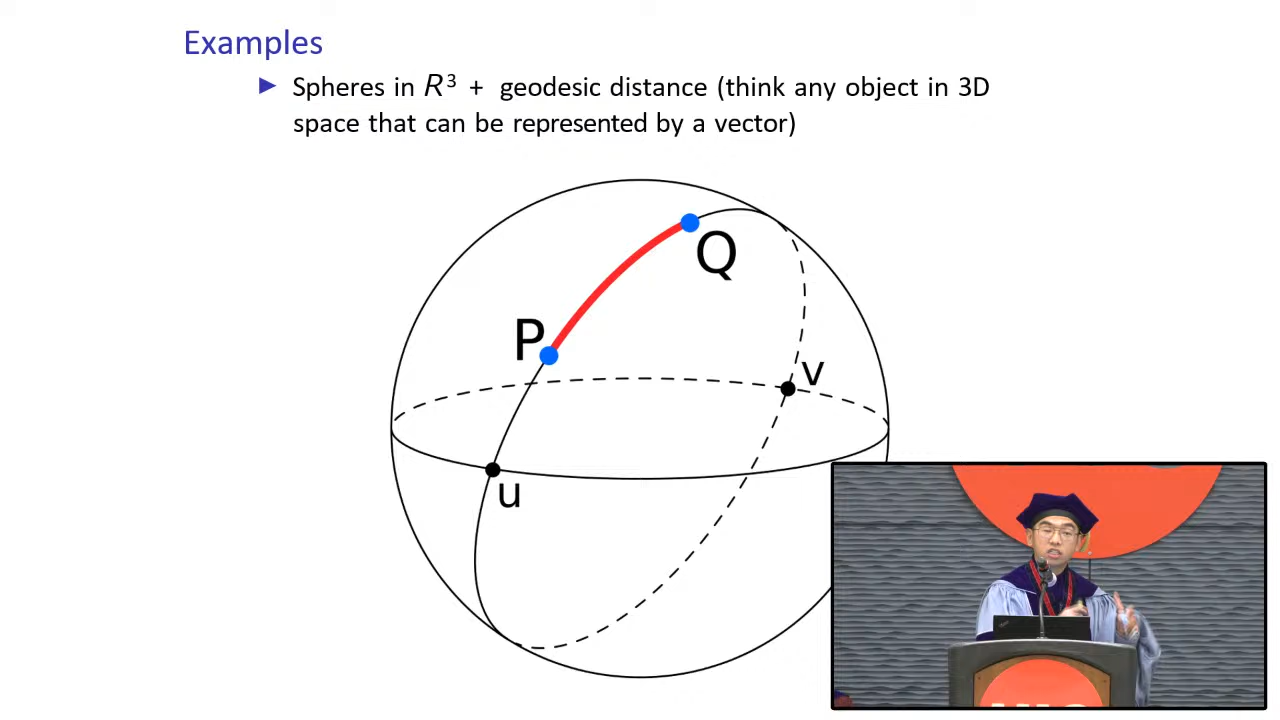 Examples
▶ Spheres in R³ + geodesic distance (think any object in 3D
space that can be represented by a vector)
Q
P
v
u